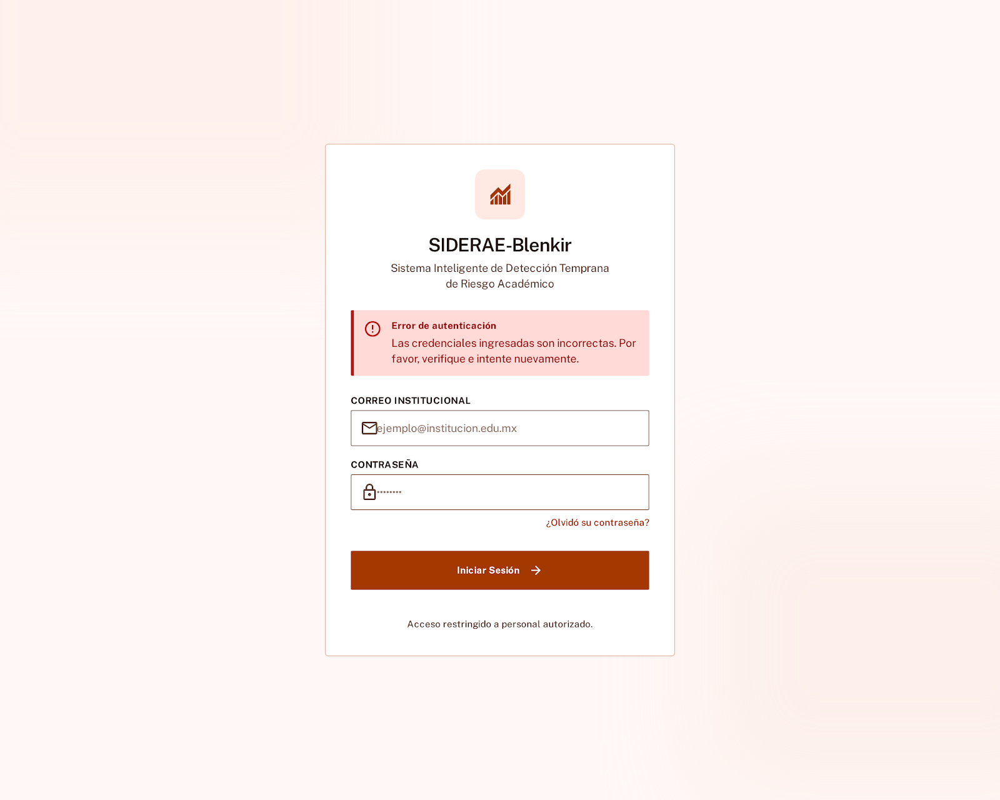 SIDERAE-Blenkir
Sistema Inteligente de Detección Temprana
de Riesgo Académico
Error de autenticación
Las credenciales ingresadas son incorrectas. Por
favor, verifique e intente nuevamente.
CORREO INSTITUCIONAL
ejemplo@institucion.edu.mx
CONTRASEÑA
••••••••
¿Olvidó su contraseña?
Iniciar Sesión
Acceso restringido a personal autorizado.